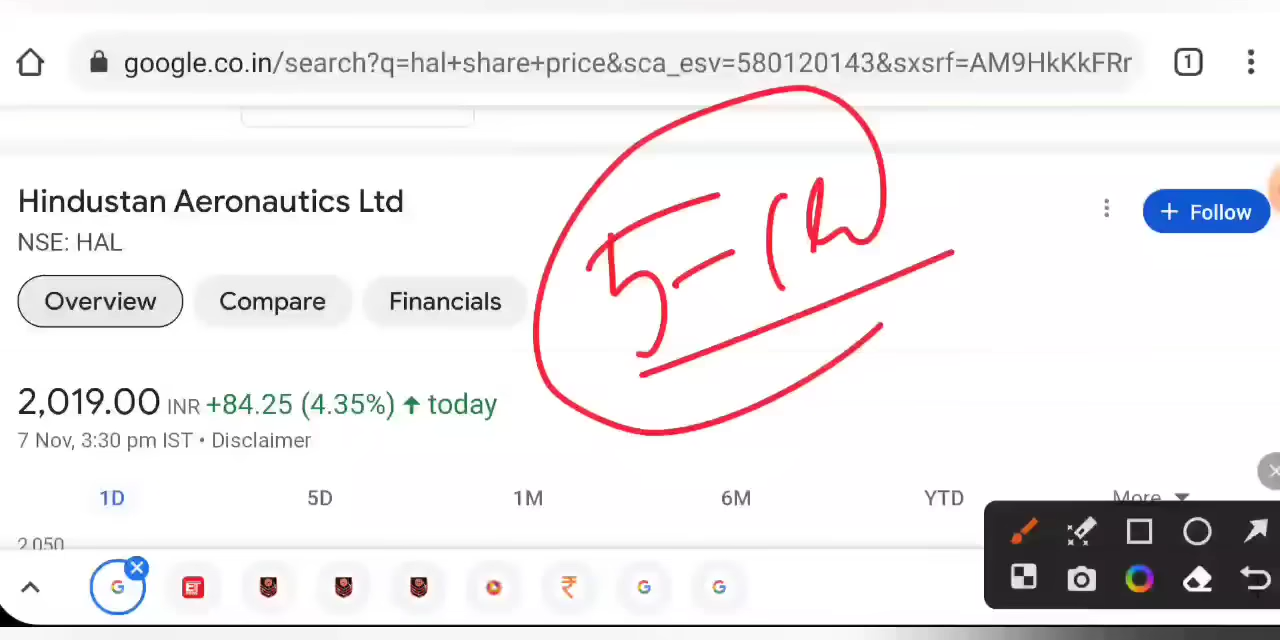 google.co.in/search?q=hal+share+price&sca_esv=580120143&sxsrf=AM9HkKkFRr
1
Hindustan Aeronautics Ltd
NSE: HAL
+ Follow
Overview
Compare
Financials
5-
2,019.00 INR +84.25 (4.35%) ↑ today
7 Nov, 3:30 pm IST • Disclaimer
1D 5D 1M 6M YTD More
2,050
ET